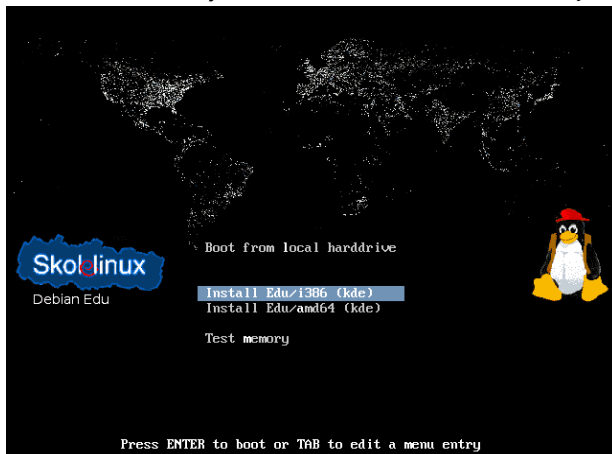 Boot from local harddrive
Skolelinux
Debian Edu
Install Edu/i386 (kde)
Install Edu/amd64 (kde)
Test memory
Press ENTER to boot or TAB to edit a menu entry